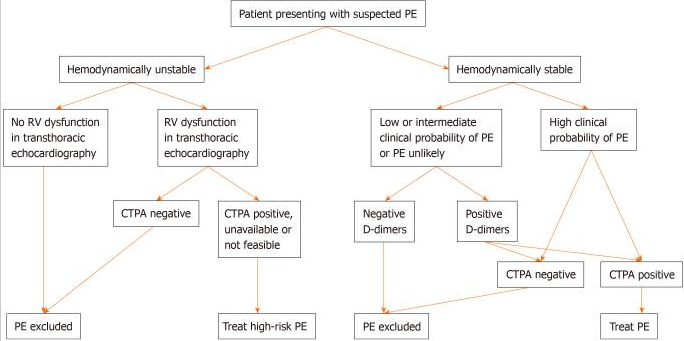 Patient presenting with suspected PE
Hemodynamically unstable
Hemodynamically stable
No RV dysfunction
in transthoracic
echocardiography
RV dysfunction
in transthoracic
echocardiography
Low or intermediate
clinical probability of PE
or PE unlikely
High clinical
probability of PE
CTPA negative
CTPA positive,
unavailable or
not feasible
Negative
D-dimers
Positive
D-dimers
CTPA negative
CTPA positive
PE excluded
Treat high-risk PE
PE excluded
Treat PE